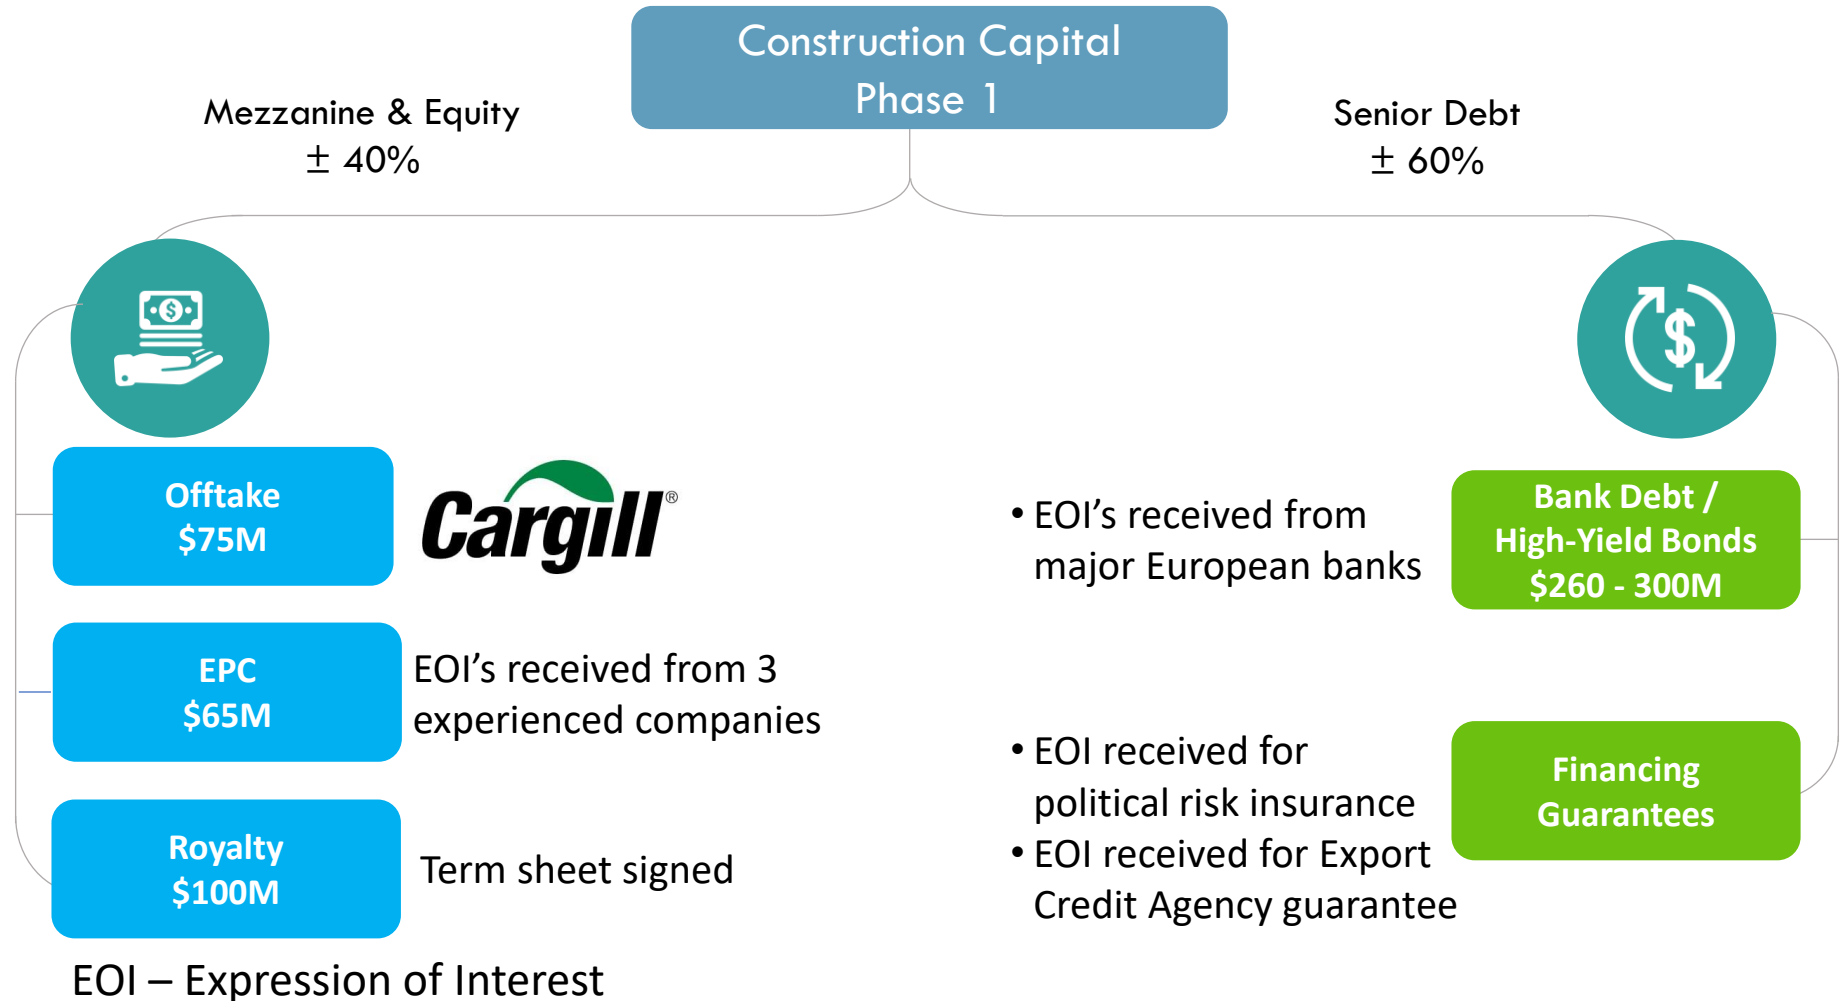 Construction Capital
Phase 1
Mezzanine & Equity
± 40%
Senior Debt
± 60%
Offtake
$75M
Cargill®
EPC
$65M
EOI’s received from 3
experienced companies
Royalty
$100M
Term sheet signed
• EOI’s received from
major European banks
Bank Debt /
High-Yield Bonds
$260 - 300M
• EOI received for
political risk insurance
• EOI received for Export
Credit Agency guarantee
Financing
Guarantees
EOI – Expression of Interest